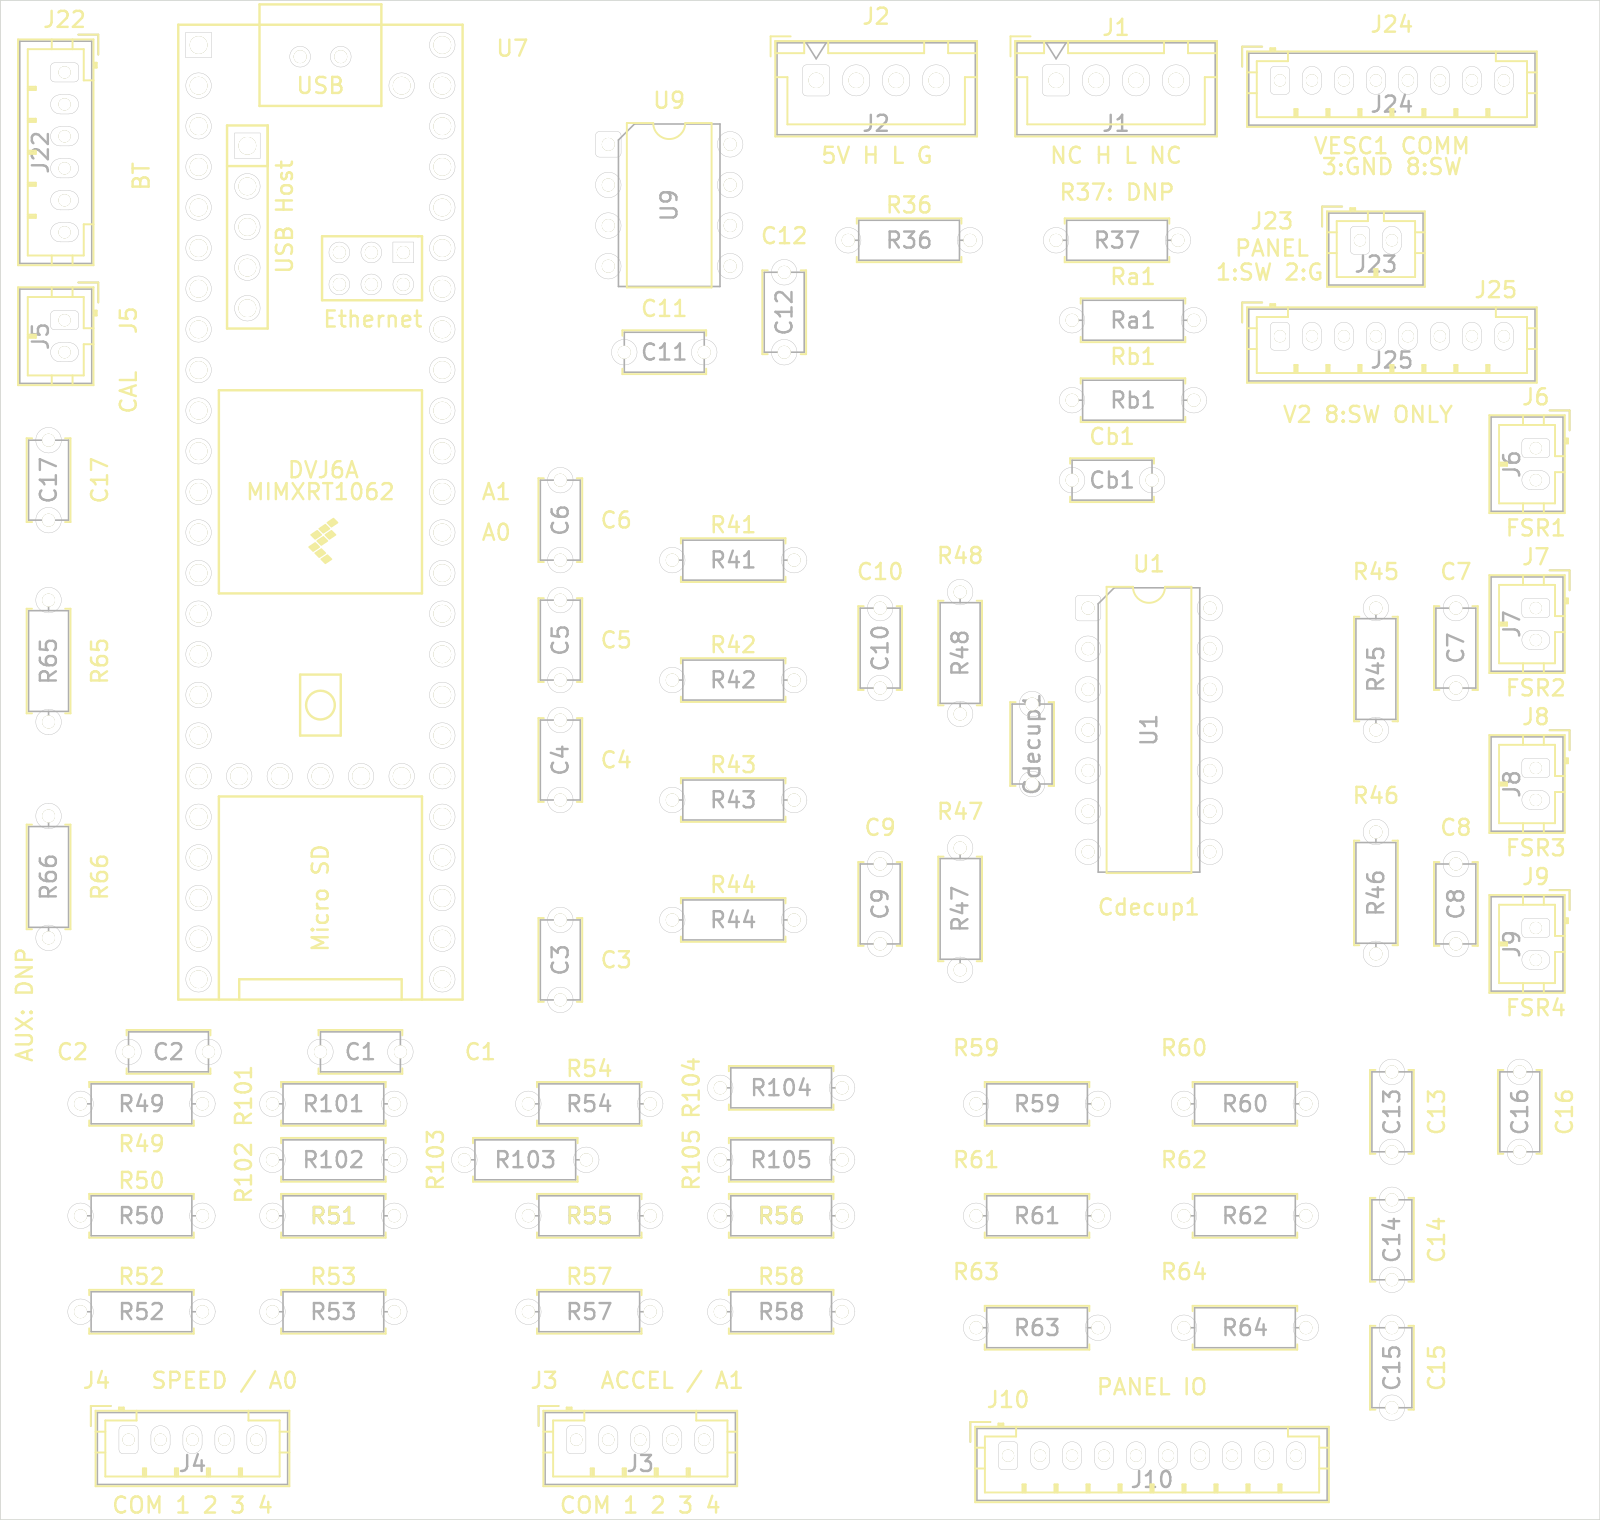 J22
U7
J2
J1
J24
USB
U9
J2
J1
J24
J22
BT
USB Host
U9
5V H L G
NC H L NC
VESC1 COMM
3:GND 8:SW
R37: DNP
R36
R36
R37
C12
C12
J23
PANEL
1:SW 2:G
J23
Ra1
Ra1
J25
J25
Ethernet
J5
J5
C11
C11
Rb1
Rb1
CAL
V2 8:SW ONLY
J6
J6
FSR1
Cb1
Cb1
DVJ6A
MIMXRT1062
C17
C17
A1
A0
C6
C6
R41
R41
R48
R48
U1
U1
C10
C10
R45
R45
C7
C7
J7
J7
FSR2
R65
R65
C5
C5
R42
R42
C4
C4
R43
R43
Cdecup1
J8
J8
FSR3
R47
R47
C9
C9
R46
R46
C8
C8
J9
J9
FSR4
R66
R66
Micro SD
R44
R44
Cdecup1
C3
C3
AUX: DNP
C2
C2
C1
C1
R59
R60
R49
R49
R101
R101
R54
R54
R104
R104
R59
R60
C13
C13
C16
C16
R102
R102
R103
R103
R105
R105
R61
R62
R50
R50
R51
R55
R56
R61
R62
C14
C14
R52
R53
R57
R58
R63
R64
R52
R53
R57
R58
R63
R64
C15
C15
J4
SPEED / A0
J3
ACCEL / A1
PANEL IO
J10
J4
J3
J10
COM 1 2 3 4
COM 1 2 3 4